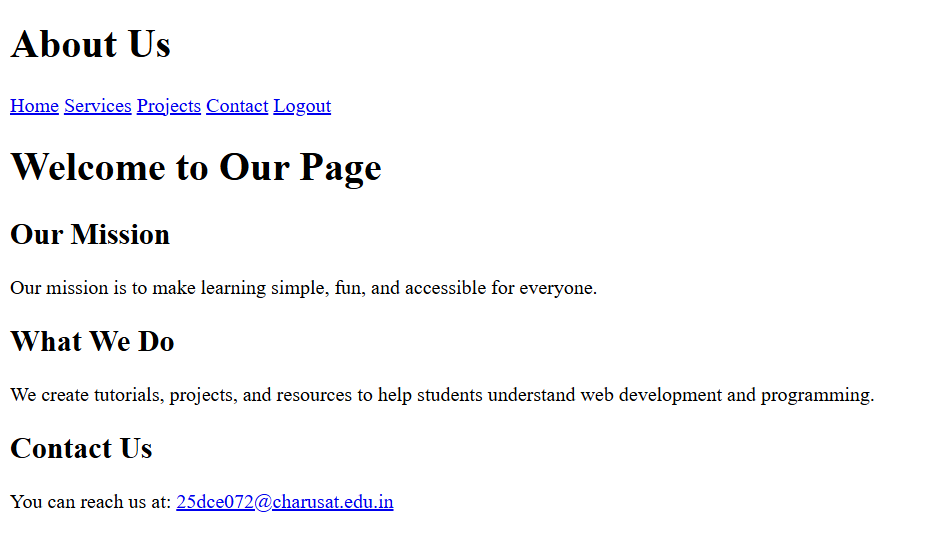 About Us
Home Services Projects Contact Logout
Welcome to Our Page
Our Mission
Our mission is to make learning simple, fun, and accessible for everyone.
What We Do
We create tutorials, projects, and resources to help students understand web development and programming.
Contact Us
You can reach us at: 25dce072@charusat.edu.in